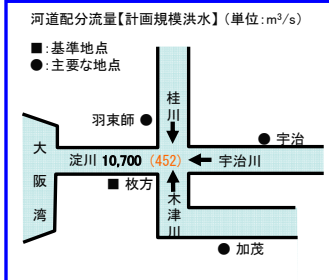 河道配分流量【計画規模洪水】（単位：m³/s）
■：基準地点
●：主要な地点
桂川
羽束師 ●
● 宇治
大阪湾
淀川 10,700 (452)
宇治川
■ 枚方
木津川
● 加茂